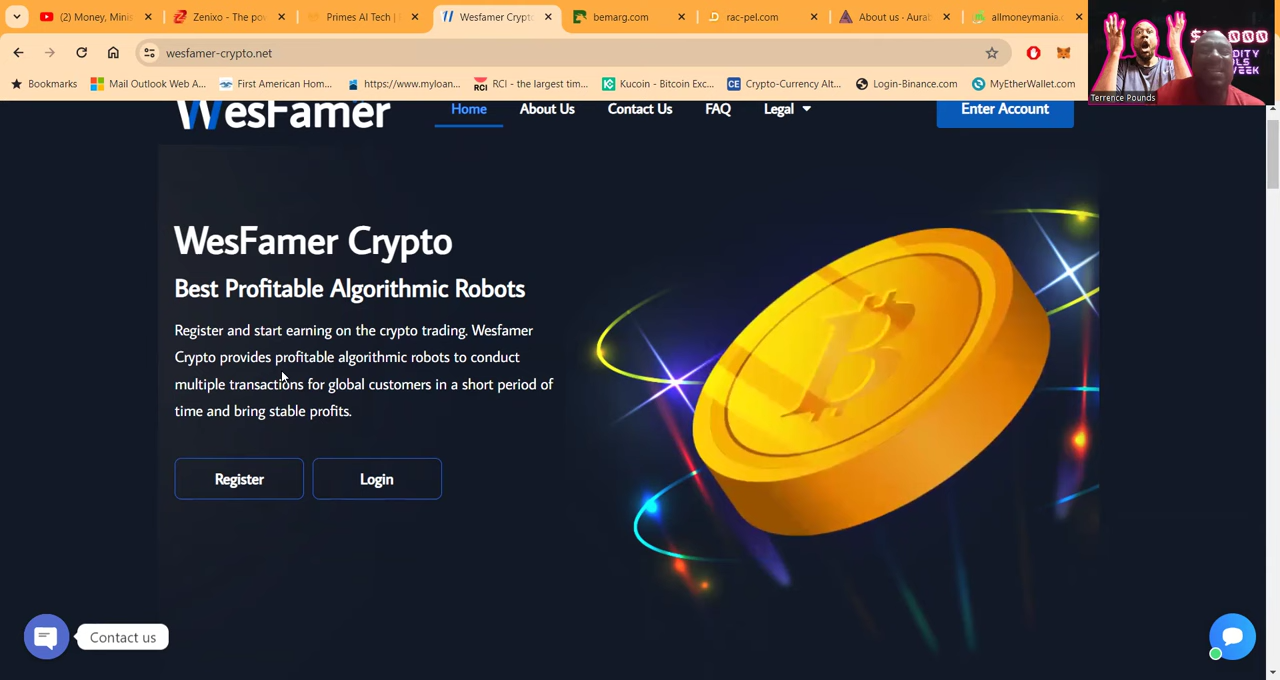 (2) Money, Minis
Zenixo - The pow
Primes AI Tech |
Wesfamer Crypto
bemarg.com
rac-pel.com
About us - Aurab
allmoneymania.c
wesfamer-crypto.net
Bookmarks
Mail Outlook Web A...
First American Hom...
https://www.myloan...
RCI - the largest tim...
Kucoin - Bitcoin Exc...
Crypto-Currency Alt...
Login-Binance.com
MyEtherWallet.com
Terrence Pounds
WesFamer
Home
About Us
Contact Us
FAQ
Legal
Enter Account
WesFamer Crypto
Best Profitable Algorithmic Robots
Register and start earning on the crypto trading. Wesfamer
Crypto provides profitable algorithmic robots to conduct
multiple transactions for global customers in a short period of
time and bring stable profits.
Register
Login
Contact us